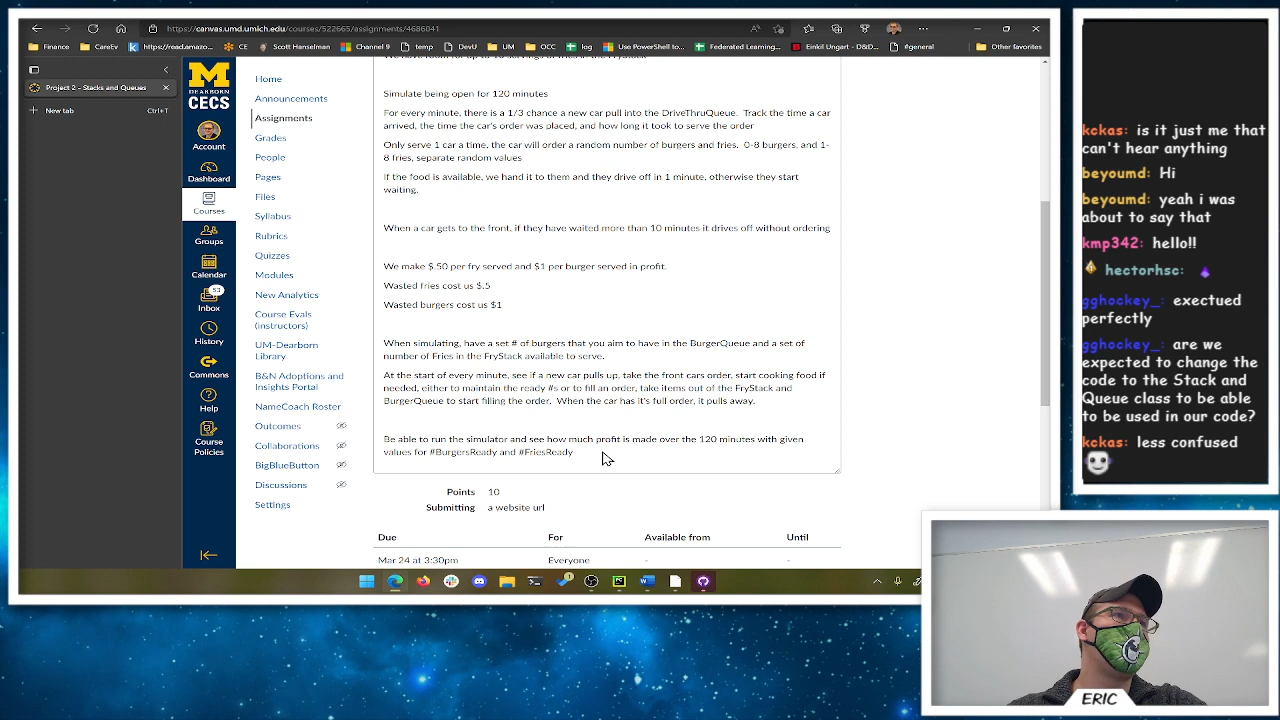 https://canvas.umd.umich.edu/courses/522665/assignments/4686041
Finance
CareEv
https://read.amazo...
CE
Scott Hanselman
Channel 9
temp
DevU
UM
OCC
log
Use PowerShell to...
Federated Learning...
Einkil Ungart - D&D...
#general
Other favorites
Project 2 - Stacks and Queues
New tab
Ctrl+T
M
DEARBORN
CECS
Account
Dashboard
Courses
Groups
Calendar
53
Inbox
History
Commons
Help
Course
Policies
Home
Announcements
Assignments
Grades
People
Pages
Files
Syllabus
Rubrics
Quizzes
Modules
New Analytics
Course Evals
(instructors)
UM-Dearborn
Library
B&N Adoptions and
Insights Portal
NameCoach Roster
Outcomes
Collaborations
BigBlueButton
Discussions
Settings
Simulate being open for 120 minutes
For every minute, there is a 1/3 chance a new car pull into the DriveThruQueue. Track the time a car
arrived, the time the car's order was placed, and how long it took to serve the order
Only serve 1 car a time, the car will order a random number of burgers and fries. 0-8 burgers, and 1-
8 fries, separate random values
If the food is available, we hand it to them and they drive off in 1 minute, otherwise they start
waiting.
When a car gets to the front, if they have waited more than 10 minutes it drives off without ordering
We make $.50 per fry served and $1 per burger served in profit.
Wasted fries cost us $.5
Wasted burgers cost us $1
When simulating, have a set # of burgers that you aim to have in the BurgerQueue and a set of
number of Fries in the FryStack available to serve.
At the start of every minute, see if a new car pulls up, take the front cars order, start cooking food if
needed, either to maintain the ready #s or to fill an order, take items out of the FryStack and
BurgerQueue to start filling the order. When the car has it's full order, it pulls away.
Be able to run the simulator and see how much profit is made over the 120 minutes with given
values for #BurgersReady and #FriesReady
Points 10
Submitting a website url
Due For Available from Until
Mar 24 at 3:30pm Everyone - -
kckas: is it just me that
can't hear anything
beyoumd: Hi
beyoumd: yeah i was
about to say that
kmp342: hello!!
hectorhsc:
gghockey_: exectued
perfectly
gghockey_: are we
expected to change the
code to the Stack and
Queue class to be able
to be used in our code?
kckas: less confused
ERIC